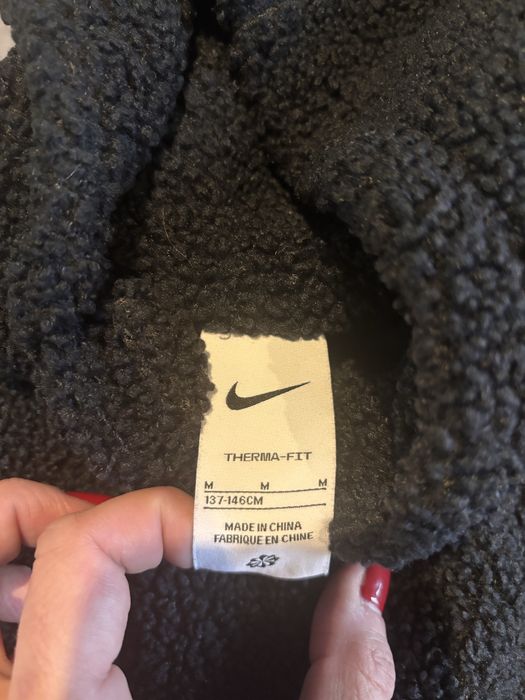 THERMA-FIT
M M M
137-146CM
MADE IN CHINA
FABRIQUE EN CHINE